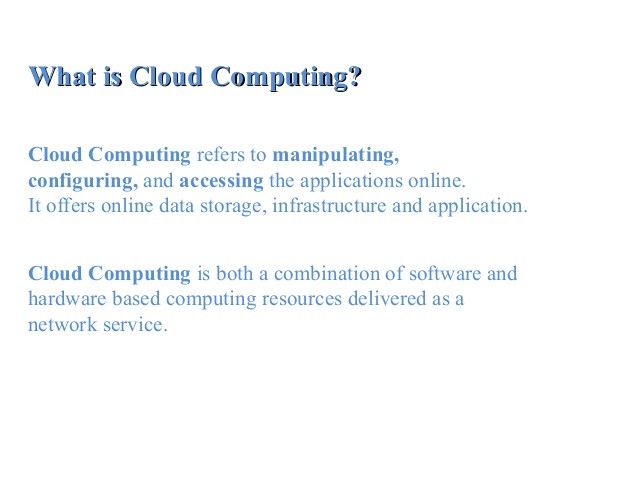 What is Cloud Computing?
Cloud Computing refers to manipulating,
configuring, and accessing the applications online.
It offers online data storage, infrastructure and application.
Cloud Computing is both a combination of software and
hardware based computing resources delivered as a
network service.